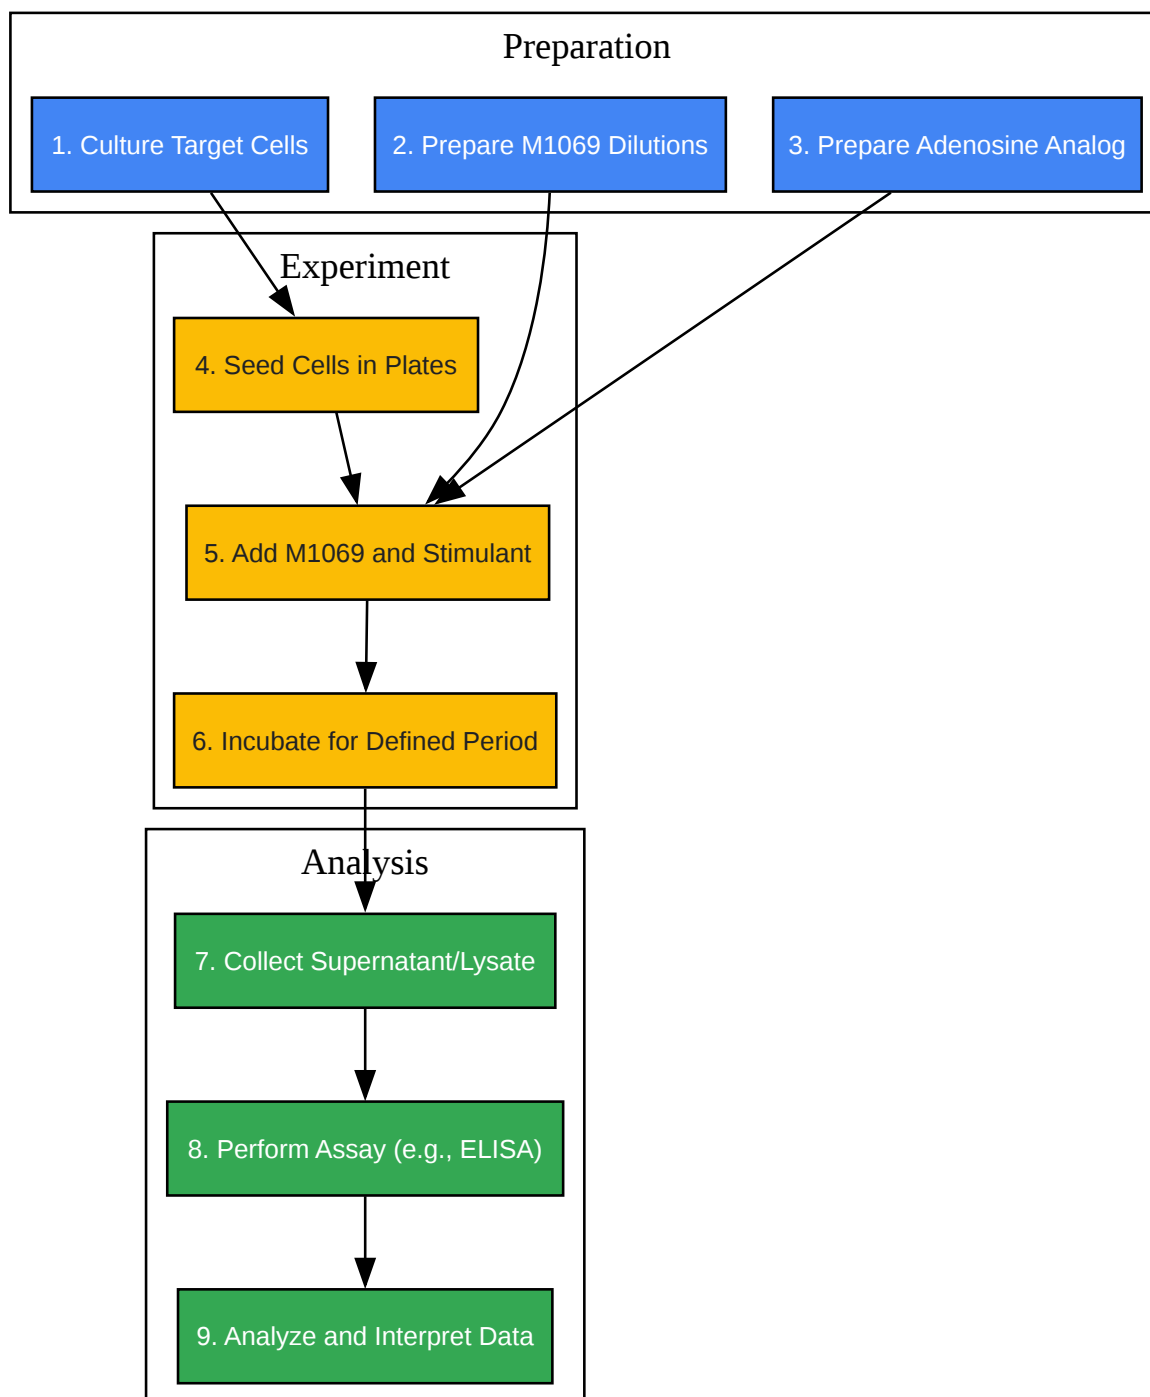 Preparation
1. Culture Target Cells
2. Prepare M1069 Dilutions
3. Prepare Adenosine Analog
Experiment
4. Seed Cells in Plates
5. Add M1069 and Stimulant
6. Incubate for Defined Period
Analysis
7. Collect Supernatant/Lysate
8. Perform Assay (e.g., ELISA)
9. Analyze and Interpret Data